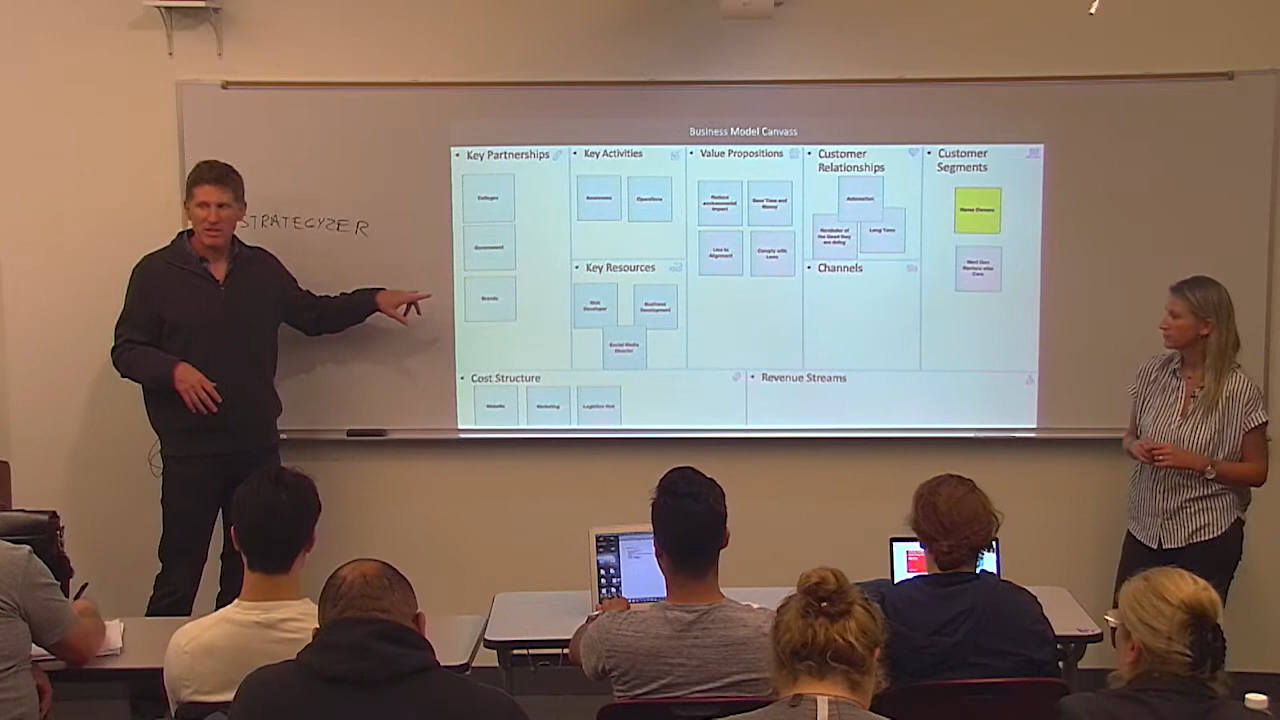 STRATEGYZER
Business Model Canvass
• Key Partnerships
Colleges
Government
Brands
• Key Activities
Awareness
Operations
• Key Resources
Web
Developer
Business
Development
Social Media
Director
• Value Propositions
Reduce
environmental
impact
Save Time and
Money
Line to
Alignment
Comply with
Laws
• Customer
Relationships
Automation
Reminder of
the Good they
are doing
Long Term
• Channels
• Customer
Segments
Home Owners
Next Gen
Renters who
Care
• Cost Structure
Website
Marketing
Logistics Hub
• Revenue Streams